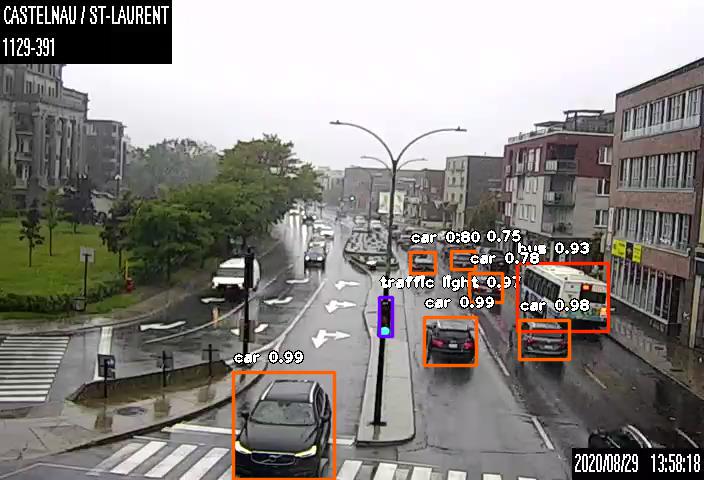 CASTELNAU / ST-LAURENT
1129-391
car 0.80
0.75
car 0.78
bus 0.93
traffic light 0.97
car 0.99
car 0.98
car 0.99
2020/08/29 13:58:18